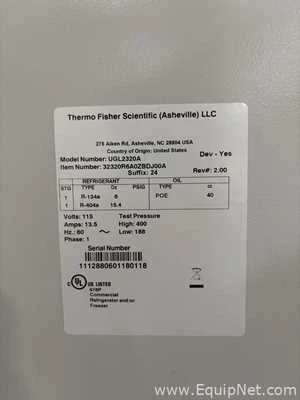 Thermo Fisher Scientific (Asheville) LLC
275 Aiken Rd, Asheville, NC 28804 USA
Country of Origin: United States
Model Number: UGL2320A Dev - Yes
Item Number: 32320R6A0ZBDJ00A Rev#: 2.00
Suffix: 24
REFRIGERANT OIL
STG TYPE Oz PSIG TYPE oz
1 R-134a 6 POE 40
1 R-404a 15.4
Volts: 115 Test Pressure
Amps: 13.5 High: 400
Hz: 60 ~ Low: 188
Phase: 1
Serial Number
1112880601180118
c UL US LISTED
Commercial
Refrigerator and/or
Freezer
www.EquipNet.com